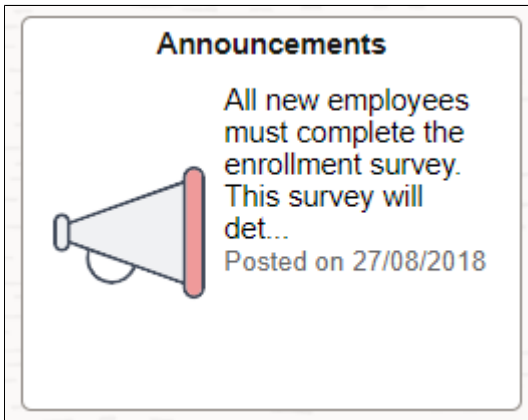 Announcements
All new employees
must complete the
enrollment survey.
This survey will
det...
Posted on 27/08/2018